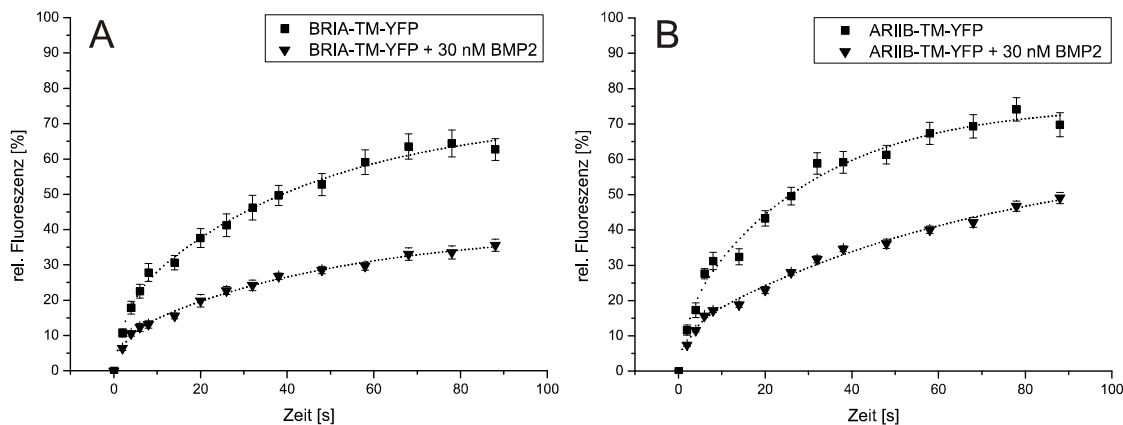 A
BRIA-TM-YFP
BRIA-TM-YFP + 30 nM BMP2
rel. Fluoreszenz [%]
100
90
80
70
60
50
40
30
20
10
0
0 20 40 60 80 100
Zeit [s]
B
ARIIB-TM-YFP
ARIIB-TM-YFP + 30 nM BMP2
rel. Fluoreszenz [%]
100
90
80
70
60
50
40
30
20
10
0
0 20 40 60 80 100
Zeit [s]